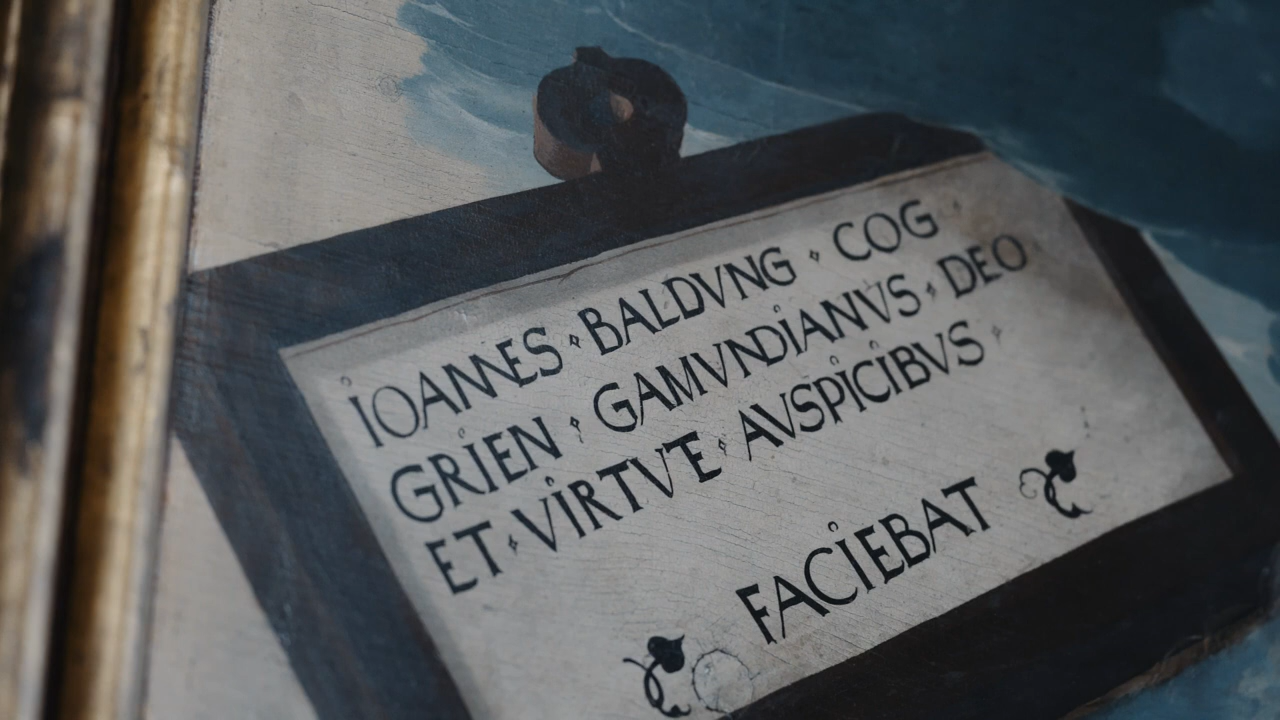 IOANNES · BALDVNG · COG
GRIEN · GAMVNDIANVS · DEO
ET · VIRTVTE · AVSPICIBVS ·
FACIEBAT